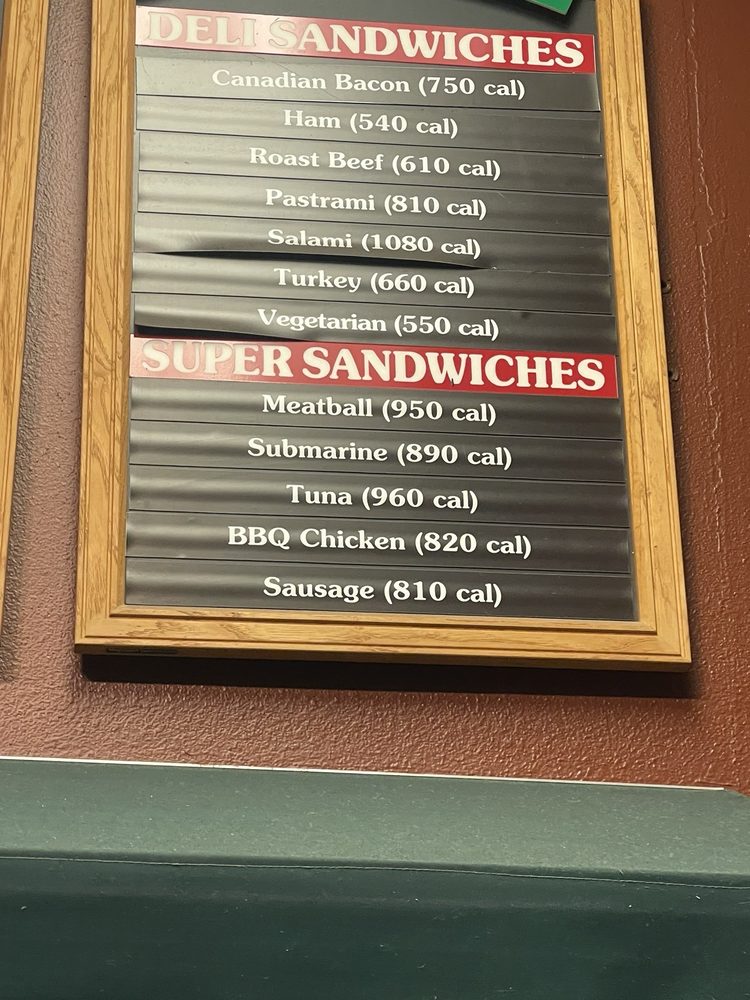 DELI SANDWICHES
Canadian Bacon (750 cal)
Ham (540 cal)
Roast Beef (610 cal)
Pastrami (810 cal)
Salami (1080 cal)
Turkey (660 cal)
Vegetarian (550 cal)
SUPER SANDWICHES
Meatball (950 cal)
Submarine (890 cal)
Tuna (960 cal)
BBQ Chicken (820 cal)
Sausage (810 cal)